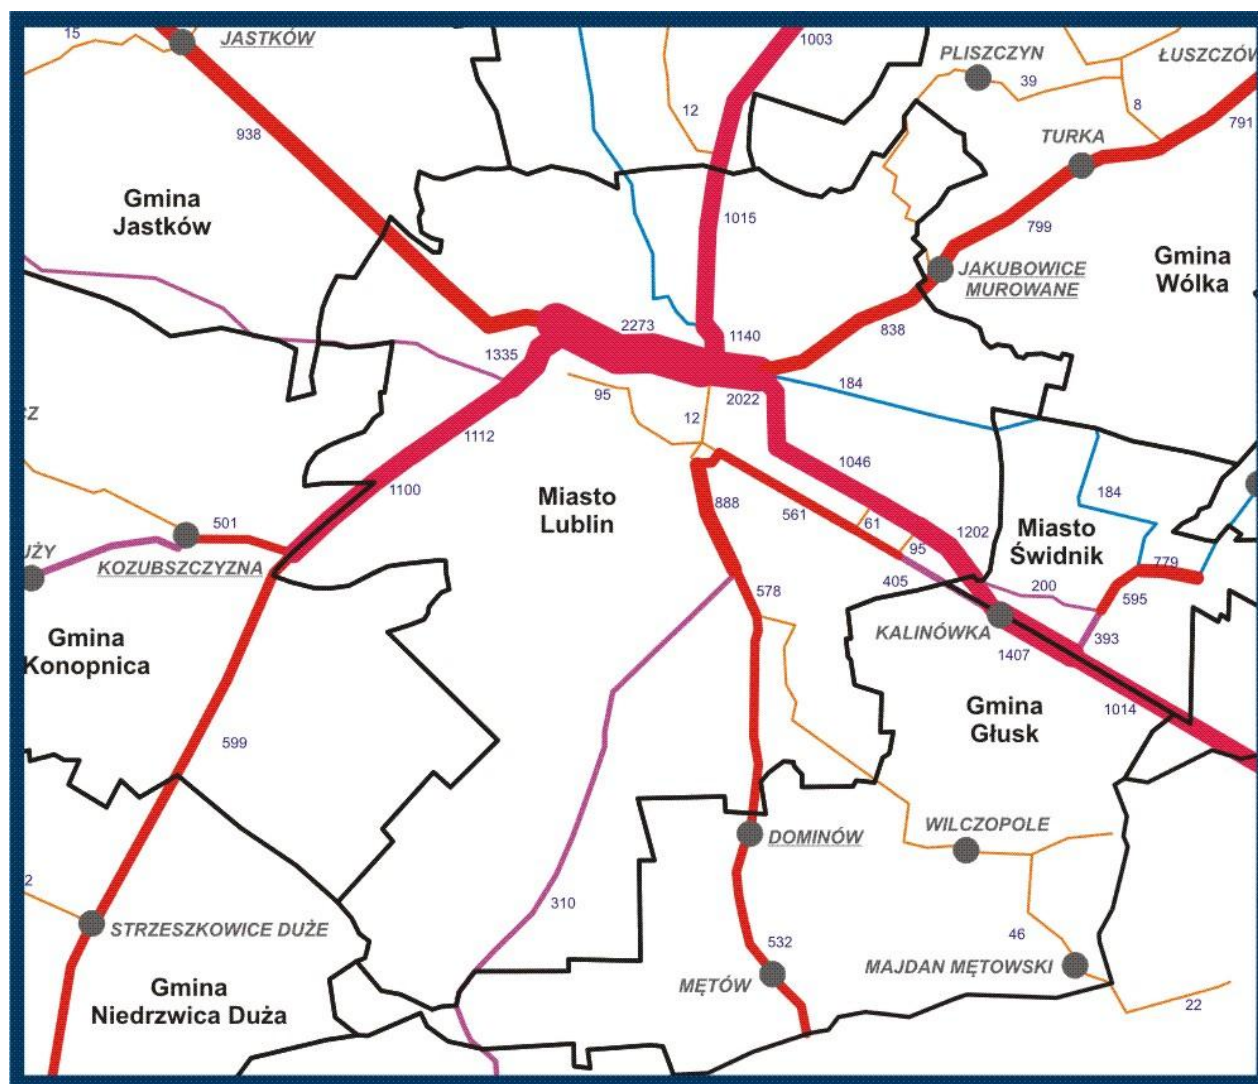 15
JASTKÓW
1003
PLISZCZYN
39
ŁUSZCZÓW
12
8
791
938
TURKA
Gmina
Jastków
1015
799
Gmina
Wólka
JAKUBOWICE
MUROWANE
2273
1140
838
1335
184
95
2022
12
CZ
1112
1046
1100
Miasto
Lublin
888
561
61
184
501
1202
Miasto
Świdnik
UŻY
95
779
KOZUBSZCZYZNA
405
578
200
595
KALINÓWKA
393
Gmina
Konopnica
1407
Gmina
Głusk
1014
599
WILCZOPOLE
DOMINÓW
2
310
STRZESZKOWICE DUŻE
532
46
MAJDAN MĘTOWSKI
MĘTÓW
Gmina
Niedrzwica Duża
22